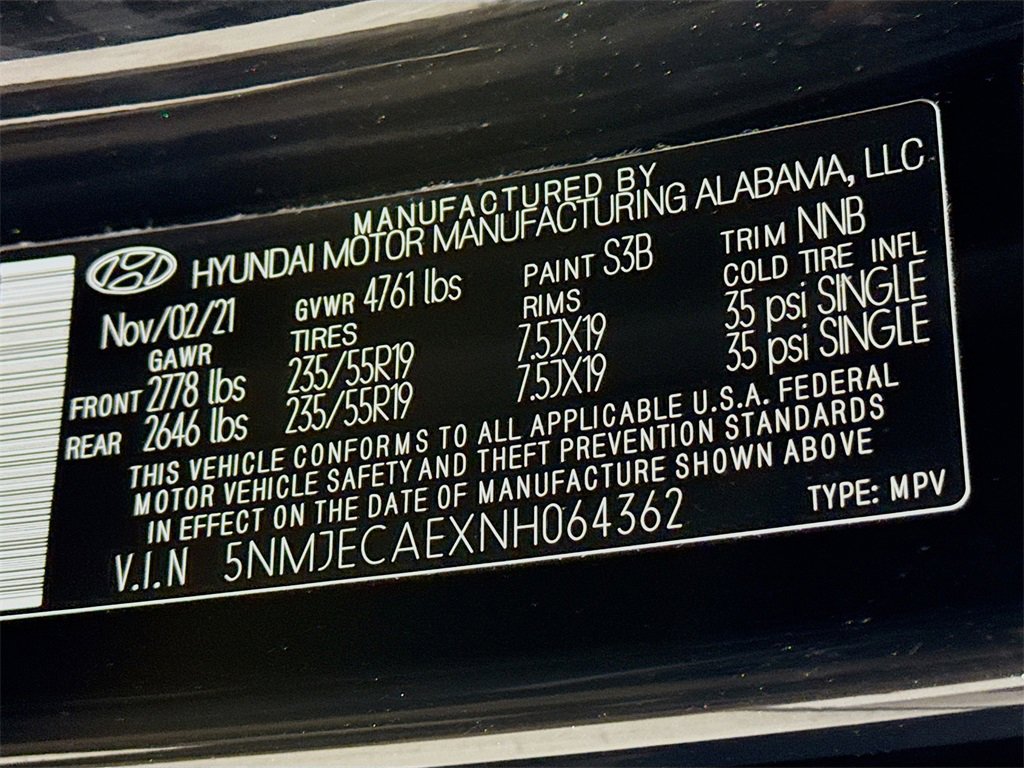 MANUFACTURED BY
HYUNDAI MOTOR MANUFACTURING ALABAMA, LLC
Nov/02/21 GVWR 4761 lbs PAINT S3B TRIM NNB
GAWR TIRES RIMS COLD TIRE INFL
FRONT 2778 lbs 235/55R19 7.5JX19 35 psi SINGLE
REAR 2646 lbs 235/55R19 7.5JX19 35 psi SINGLE
THIS VEHICLE CONFORMS TO ALL APPLICABLE U.S.A. FEDERAL
MOTOR VEHICLE SAFETY AND THEFT PREVENTION STANDARDS
IN EFFECT ON THE DATE OF MANUFACTURE SHOWN ABOVE
V.I.N 5NMJECAEXNH064362 TYPE: MPV